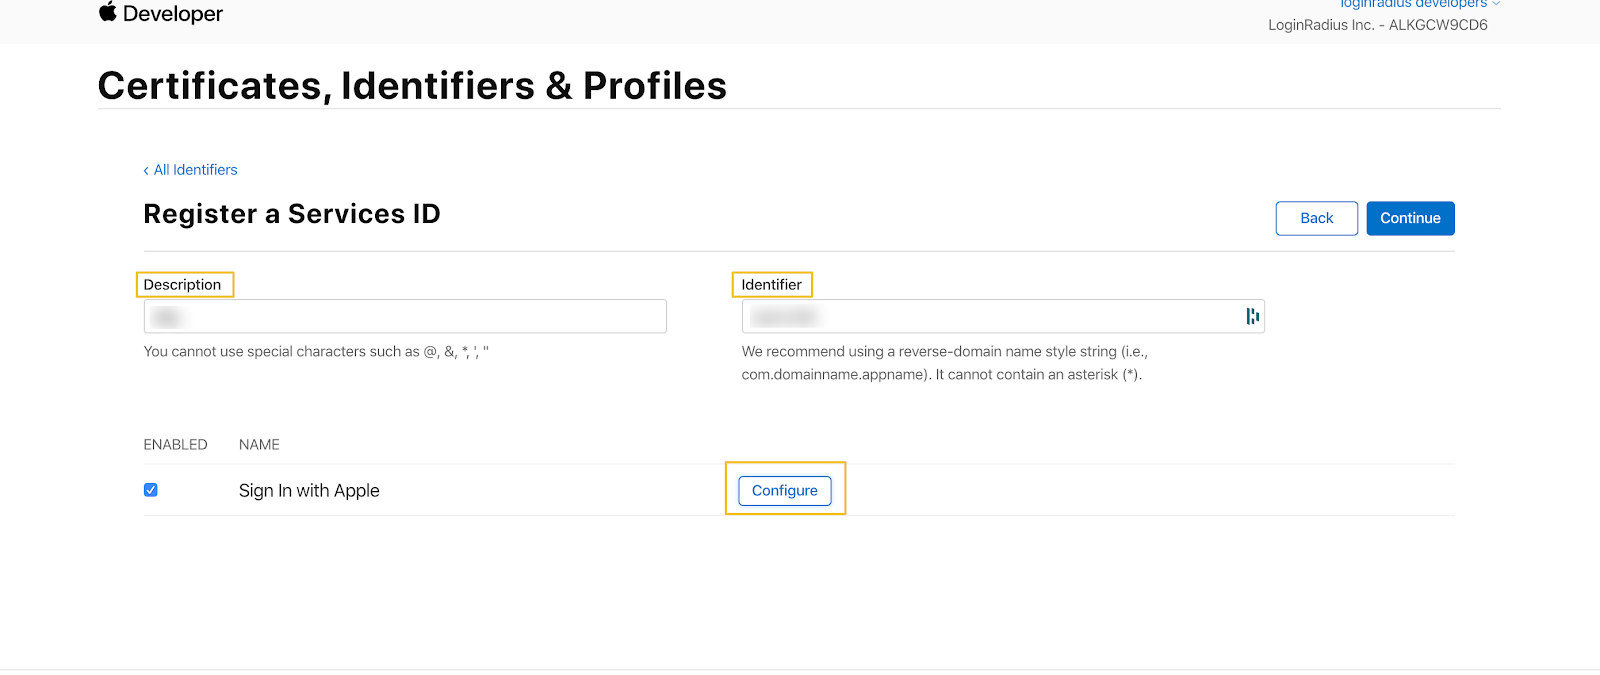 Developer
loginradius developers
LoginRadius Inc. - ALKGCW9CD6
Certificates, Identifiers & Profiles
‹ All Identifiers
Register a Services ID
Back
Continue
Description
Identifier
You cannot use special characters such as @, &, *, ', "
We recommend using a reverse-domain name style string (i.e.,
com.domainname.appname). It cannot contain an asterisk (*).
ENABLED NAME
Sign In with Apple
Configure